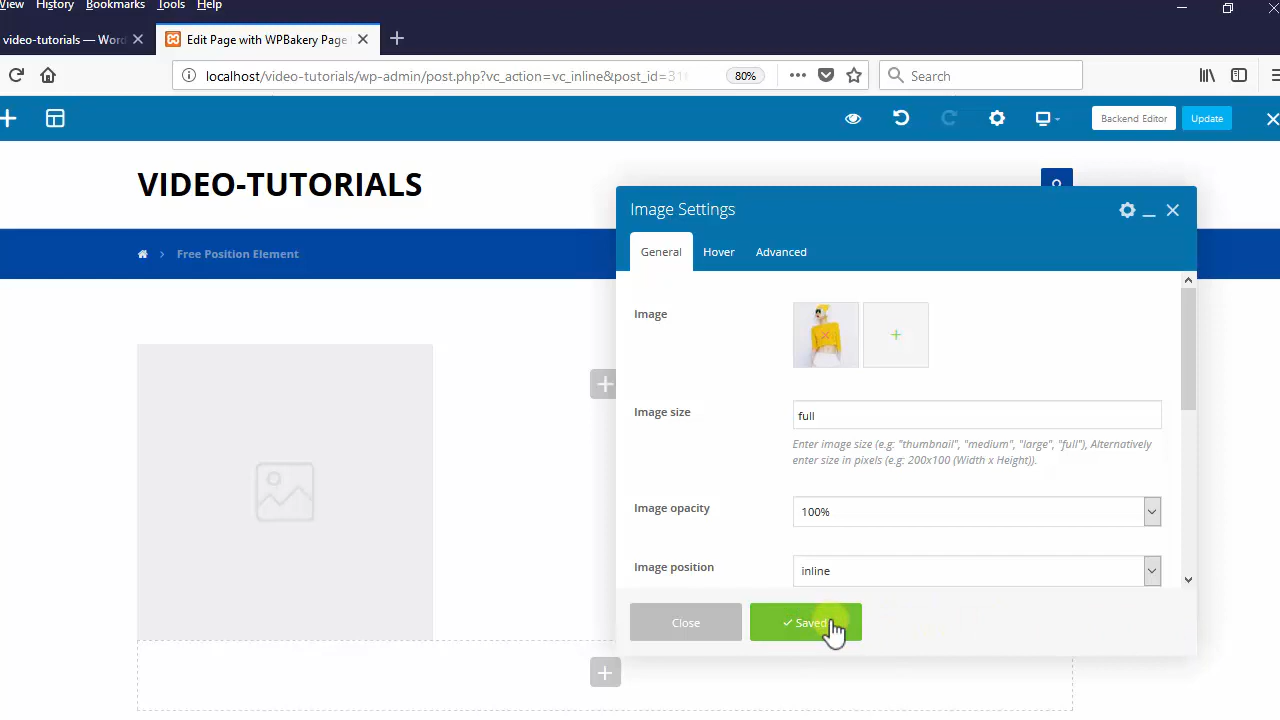 View History Bookmarks Tools Help
video-tutorials — Wor
Edit Page with WPBakery Page
localhost/video-tutorials/wp-admin/post.php?vc_action=vc_inline&post_id=31
80%
Search
Backend Editor
Update
VIDEO-TUTORIALS
Free Position Element
Image Settings
General
Hover
Advanced
Image
Image size
full
Enter image size (e.g: "thumbnail", "medium", "large", "full"), Alternatively
enter size in pixels (e.g: 200x100 (Width x Height)).
Image opacity
100%
Image position
inline
Close
Saved